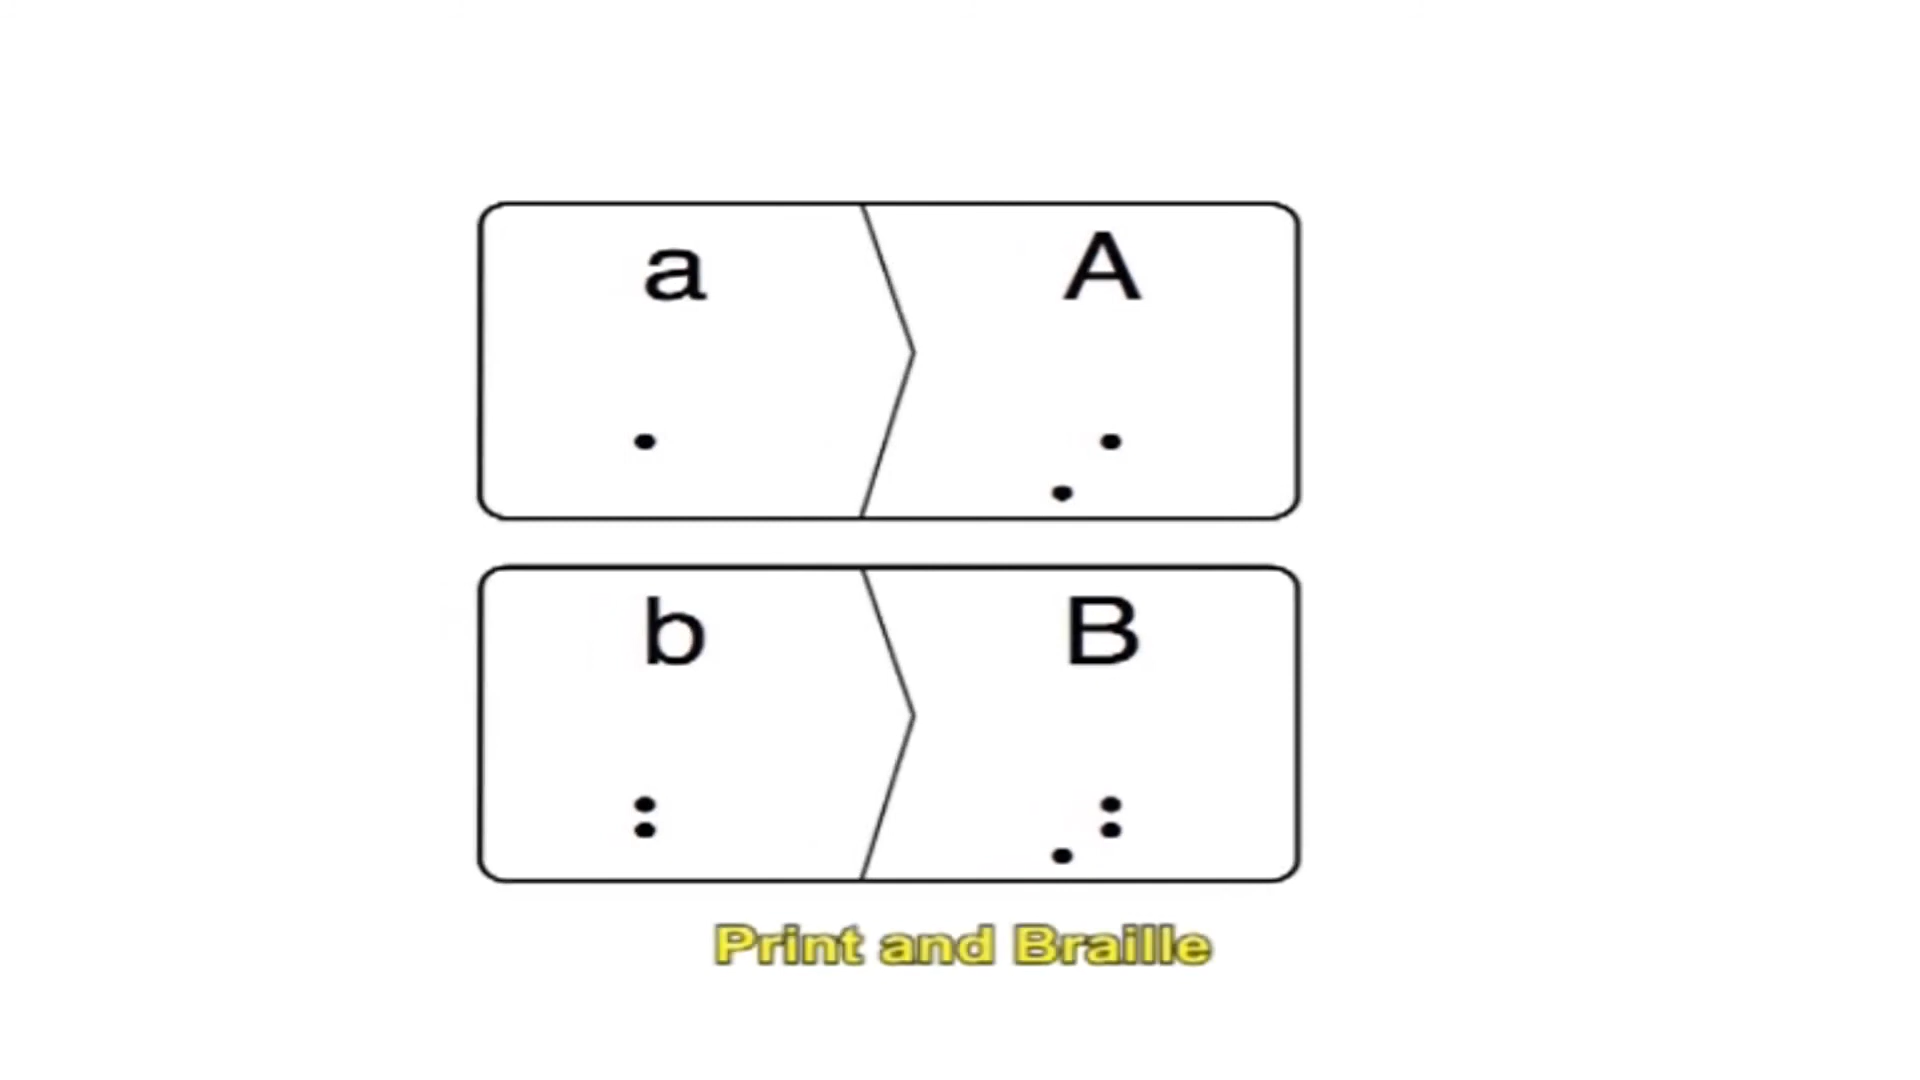 a A
⠁ ⠠⠁
b B
⠃ ⠠⠃
Print and Braille